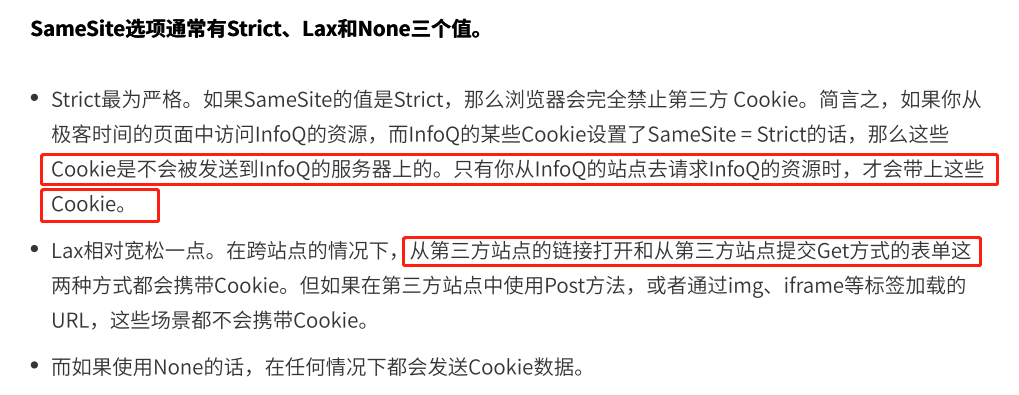 SameSite选项通常有Strict、Lax和None三个值。
Strict最为严格。如果SameSite的值是Strict，那么浏览器会完全禁止第三方 Cookie。简言之，如果你从
极客时间的页面中访问InfoQ的资源，而InfoQ的某些Cookie设置了SameSite = Strict的话，那么这些
Cookie是不会被发送到InfoQ的服务器上的。只有你从InfoQ的站点去请求InfoQ的资源时，才会带上这些
Cookie。
Lax相对宽松一点。在跨站点的情况下，从第三方站点的链接打开和从第三方站点提交Get方式的表单这
两种方式都会携带Cookie。但如果在第三方站点中使用Post方法，或者通过img、iframe等标签加载的
URL，这些场景都不会携带Cookie。
而如果使用None的话，在任何情况下都会发送Cookie数据。